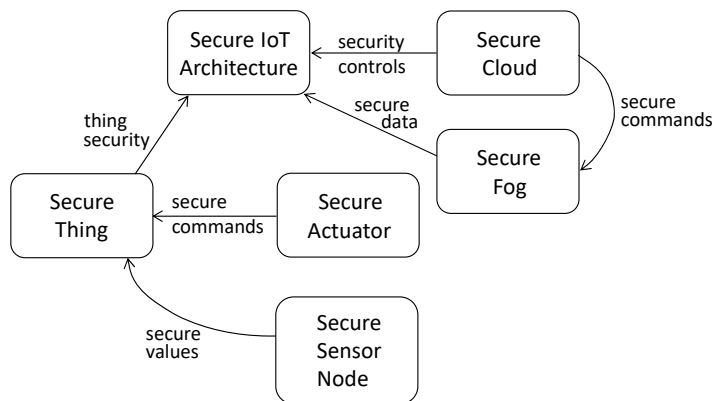 Secure IoT
Architecture
security
controls
Secure
Cloud
secure
commands
secure
data
Secure
Fog
thing
security
Secure
Thing
secure
commands
Secure
Actuator
secure
values
Secure
Sensor
Node